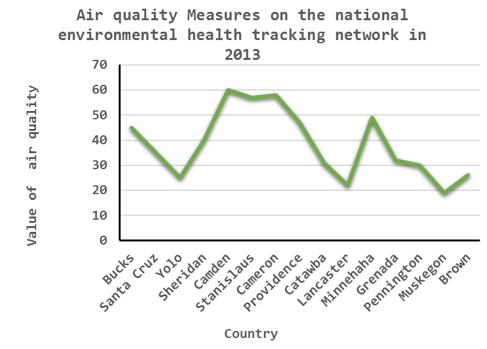 Air quality Measures on the national
environmental health tracking network in
2013
Value of  air quality
70
60
50
40
30
20
10
0
Bucks
Santa Cruz
Yolo
Sheridan
Camden
Stanislaus
Cameron
Providence
Catawba
Lancaster
Minnehaha
Grenada
Pennington
Muskegon
Brown
Country